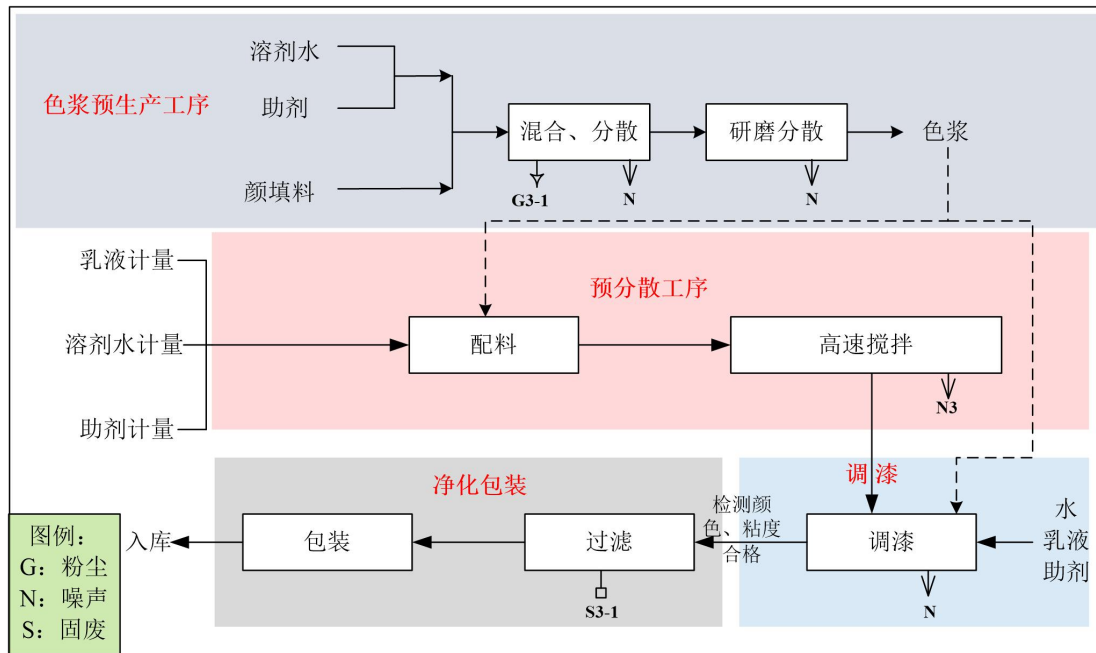 溶剂水
色浆预生产工序
助剂
颜填料
混合、分散
研磨分散
色浆
G3-1
N
N
乳液计量
溶剂水计量
助剂计量
预分散工序
配料
高速搅拌
N3
净化包装
调 漆
检测颜
色、粘度
合格
入库
包装
过滤
调漆
水
乳液
助剂
S3-1
N
图例：
G：粉尘
N：噪声
S：固废